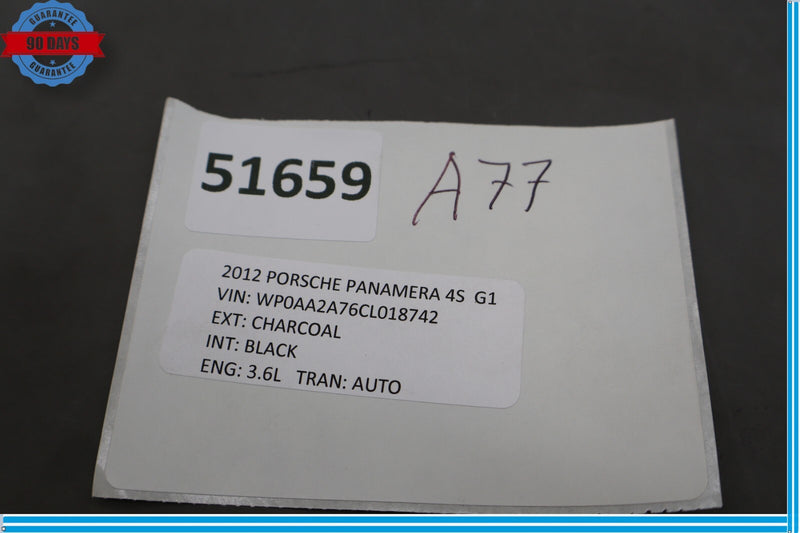 GUARANTEE
90 DAYS
GUARANTEE
51659
A77
2012 PORSCHE PANAMERA 4S G1
VIN: WP0AA2A76CL018742
EXT: CHARCOAL
INT: BLACK
ENG: 3.6L TRAN: AUTO